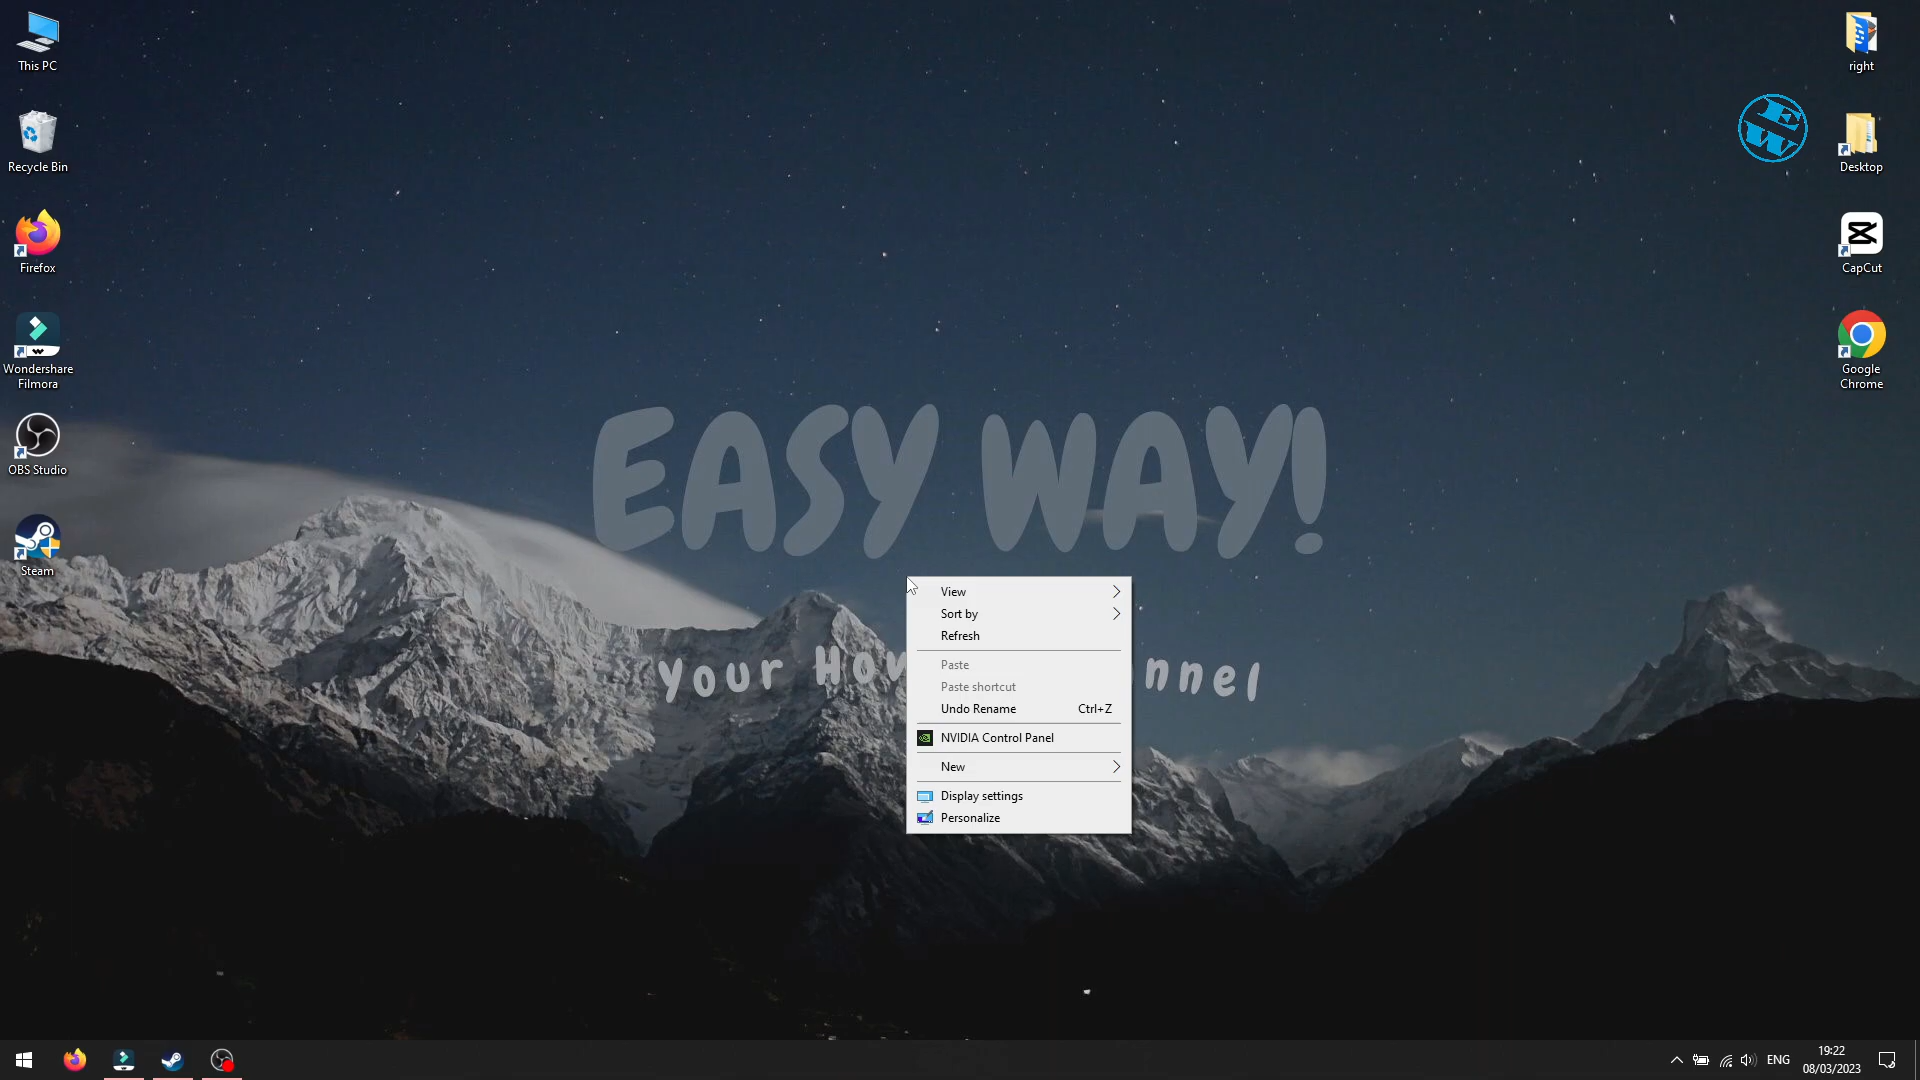 This PC
Recycle Bin
Firefox
Wondershare
Filmora
OBS Studio
Steam
right
Desktop
CapCut
Google
Chrome
EW
EASY WAY!
Your How nnel
View
Sort by
Refresh
Paste
Paste shortcut
Undo Rename Ctrl+Z
NVIDIA Control Panel
New
Display settings
Personalize
ENG
19:22
08/03/2023